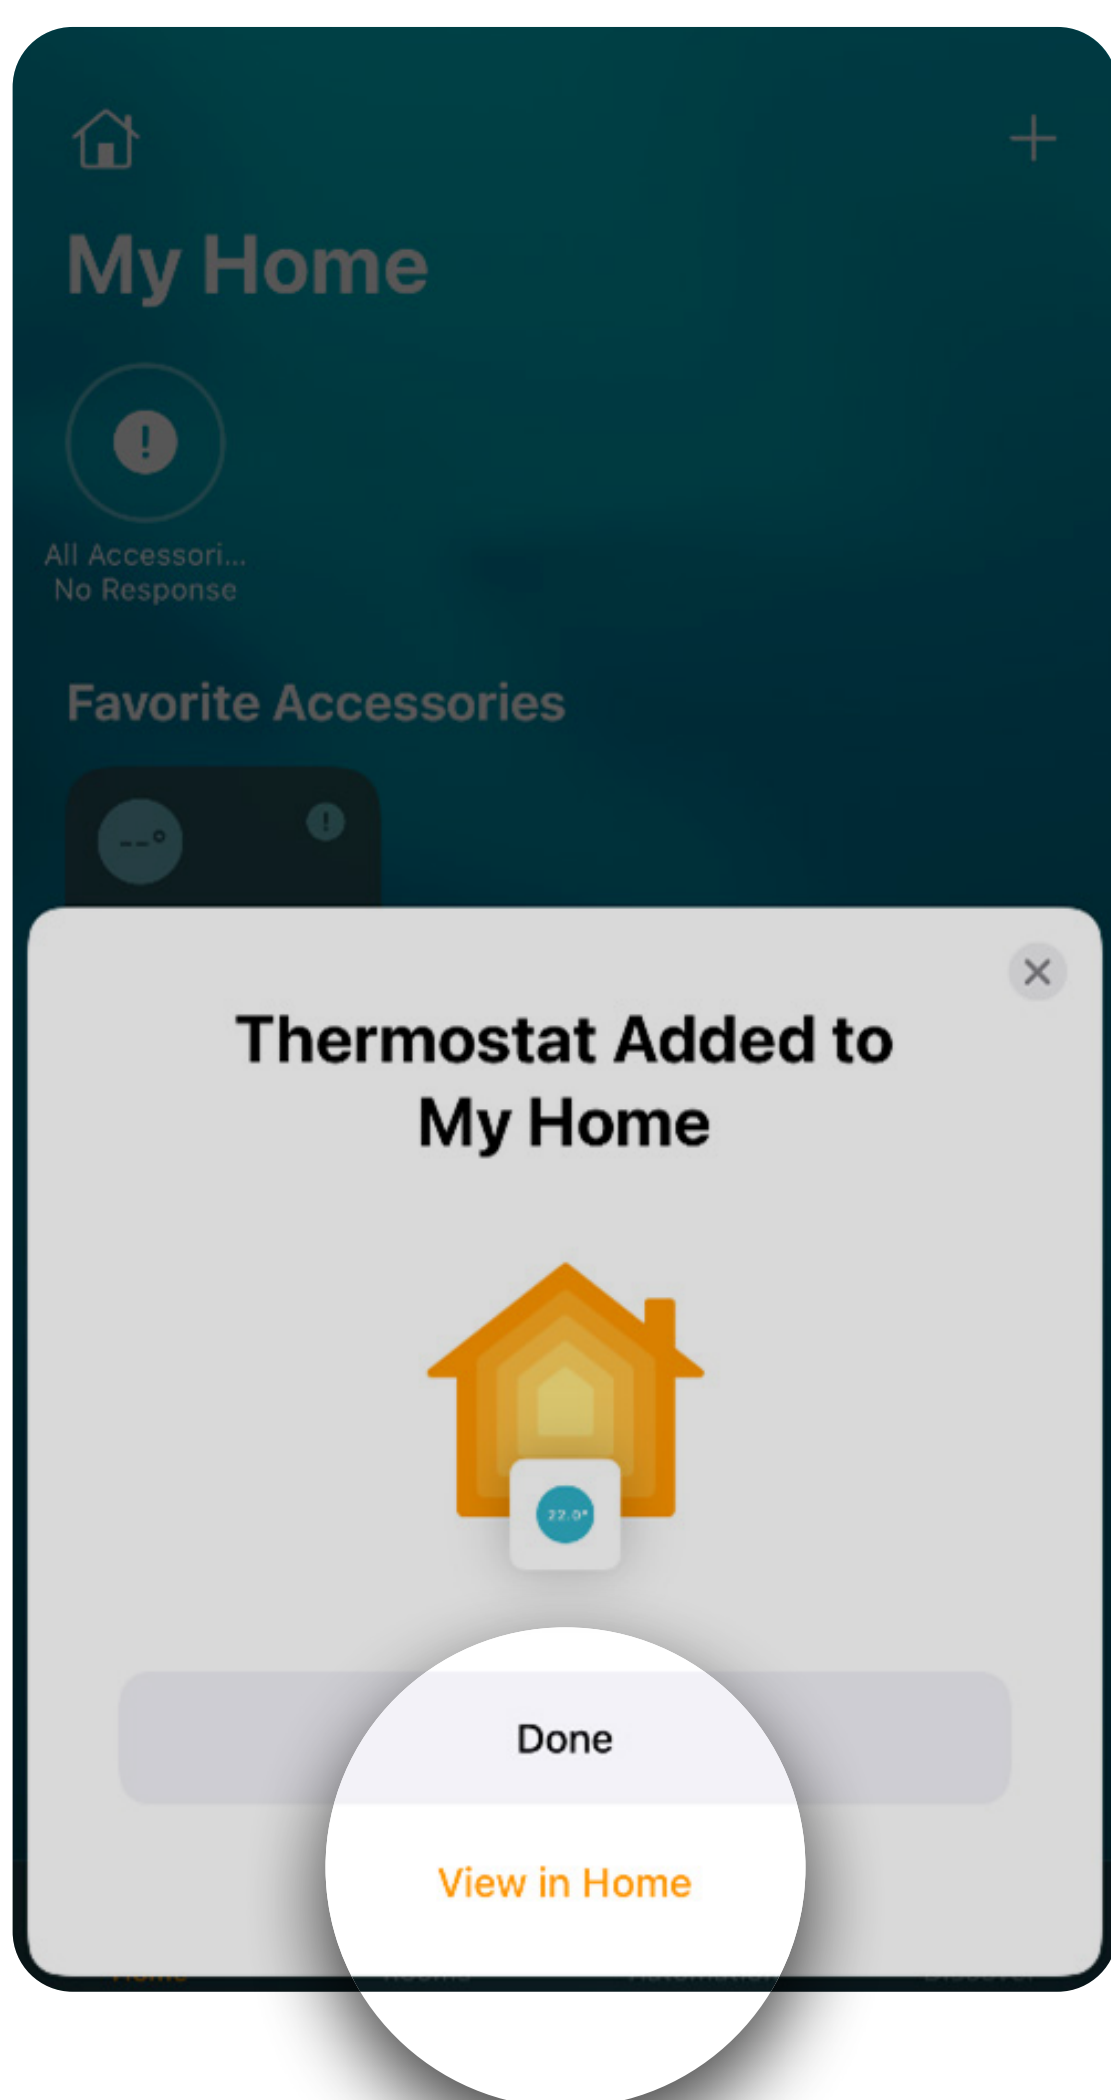 My Home
!
All Accessori...
No Response
Favorite Accessories
--°
!
Thermostat Added to
My Home
22.0°
Done
View in Home